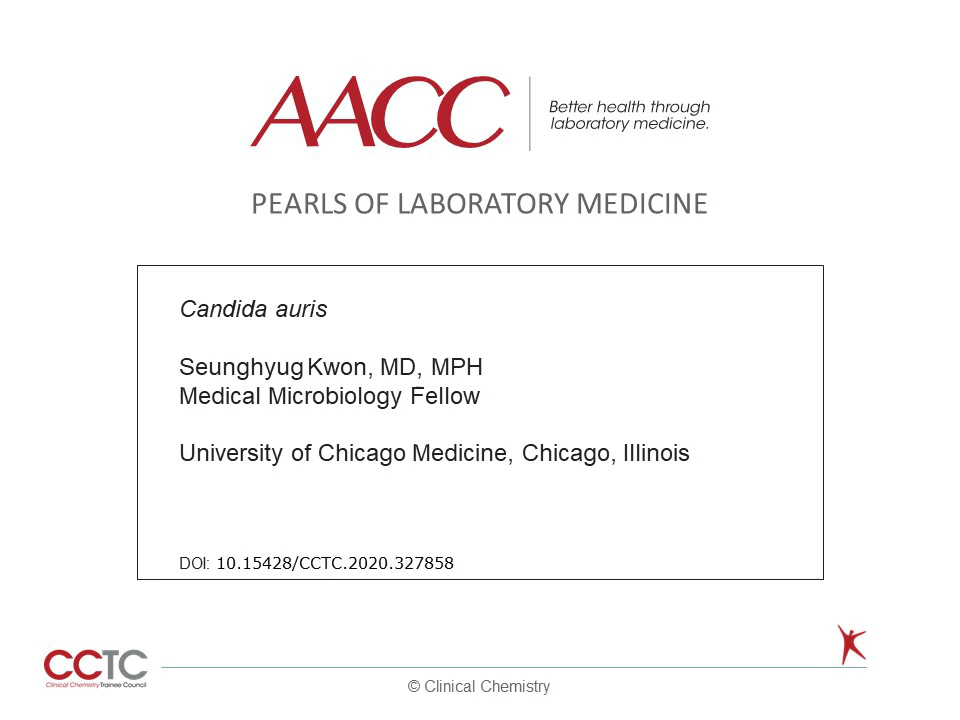 AACC
Better health through
laboratory medicine.
PEARLS OF LABORATORY MEDICINE
Candida auris
Seunghyug Kwon, MD, MPH
Medical Microbiology Fellow
University of Chicago Medicine, Chicago, Illinois
DOI: 10.15428/CCTC.2020.327858
CCTC
Clinical Chemistry Trainee Council
© Clinical Chemistry